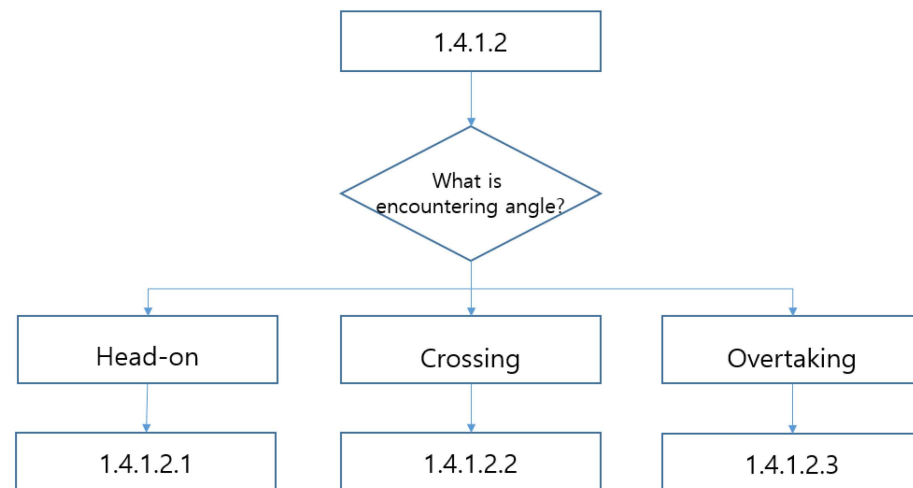 1.4.1.2
What is
encountering angle?
Head-on
Crossing
Overtaking
1.4.1.2.1
1.4.1.2.2
1.4.1.2.3